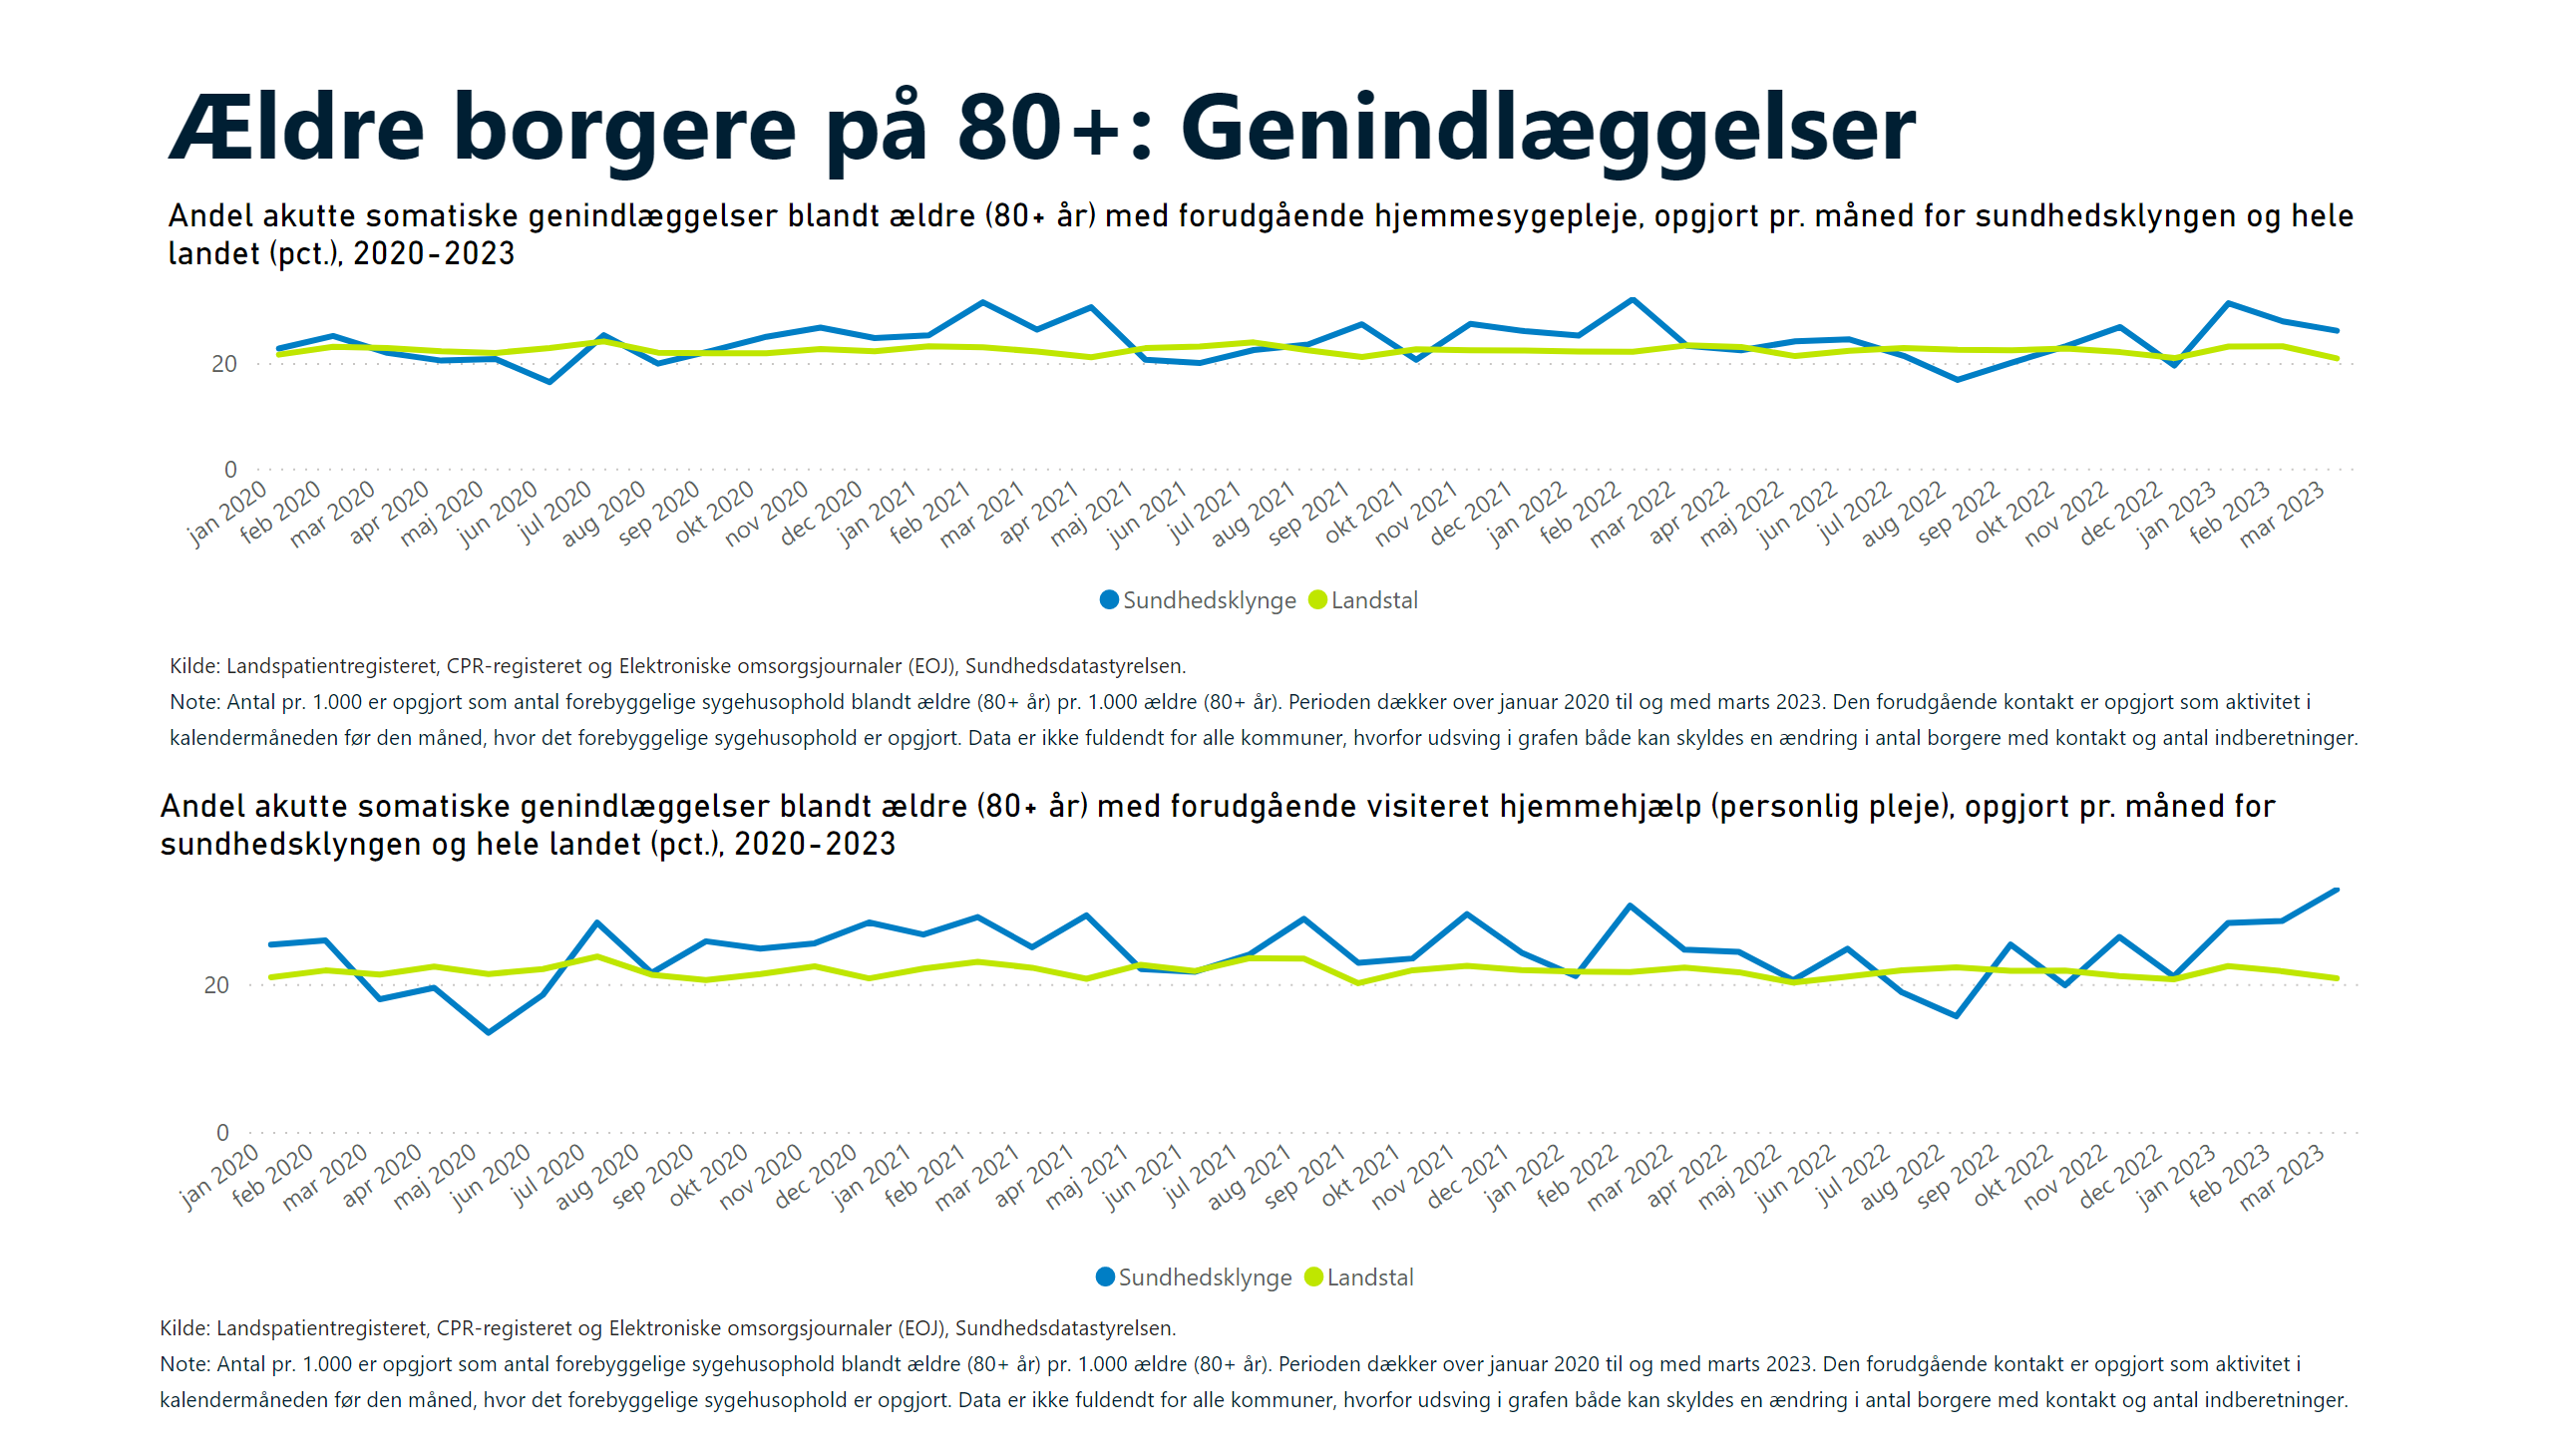 Ældre borgere på 80+: Genindlæggelser
Andel akutte somatiske genindlæggelser blandt ældre (80+ år) med forudgående hjemmesygepleje, opgjort pr. måned for sundhedsklyngen og hele
landet (pct.), 2020-2023
20
0
jan 2020
feb 2020
mar 2020
apr 2020
maj 2020
jun 2020
jul 2020
aug 2020
sep 2020
okt 2020
nov 2020
dec 2020
jan 2021
feb 2021
mar 2021
apr 2021
maj 2021
jun 2021
jul 2021
aug 2021
sep 2021
okt 2021
nov 2021
dec 2021
jan 2022
feb 2022
mar 2022
apr 2022
maj 2022
jun 2022
jul 2022
aug 2022
sep 2022
okt 2022
nov 2022
dec 2022
jan 2023
feb 2023
mar 2023
Sundhedsklynge Landstal
Kilde: Landspatientregisteret, CPR-registeret og Elektroniske omsorgsjournaler (EOJ), Sundhedsdatastyrelsen.
Note: Antal pr. 1.000 er opgjort som antal forebyggelige sygehusophold blandt ældre (80+ år) pr. 1.000 ældre (80+ år). Perioden dækker over januar 2020 til og med marts 2023. Den forudgående kontakt er opgjort som aktivitet i
kalendermåneden før den måned, hvor det forebyggelige sygehusophold er opgjort. Data er ikke fuldendt for alle kommuner, hvorfor udsving i grafen både kan skyldes en ændring i antal borgere med kontakt og antal indberetninger.
Andel akutte somatiske genindlæggelser blandt ældre (80+ år) med forudgående visiteret hjemmehjælp (personlig pleje), opgjort pr. måned for
sundhedsklyngen og hele landet (pct.), 2020-2023
20
0
jan 2020
feb 2020
mar 2020
apr 2020
maj 2020
jun 2020
jul 2020
aug 2020
sep 2020
okt 2020
nov 2020
dec 2020
jan 2021
feb 2021
mar 2021
apr 2021
maj 2021
jun 2021
jul 2021
aug 2021
sep 2021
okt 2021
nov 2021
dec 2021
jan 2022
feb 2022
mar 2022
apr 2022
maj 2022
jun 2022
jul 2022
aug 2022
sep 2022
okt 2022
nov 2022
dec 2022
jan 2023
feb 2023
mar 2023
Sundhedsklynge Landstal
Kilde: Landspatientregisteret, CPR-registeret og Elektroniske omsorgsjournaler (EOJ), Sundhedsdatastyrelsen.
Note: Antal pr. 1.000 er opgjort som antal forebyggelige sygehusophold blandt ældre (80+ år) pr. 1.000 ældre (80+ år). Perioden dækker over januar 2020 til og med marts 2023. Den forudgående kontakt er opgjort som aktivitet i
kalendermåneden før den måned, hvor det forebyggelige sygehusophold er opgjort. Data er ikke fuldendt for alle kommuner, hvorfor udsving i grafen både kan skyldes en ændring i antal borgere med kontakt og antal indberetninger.